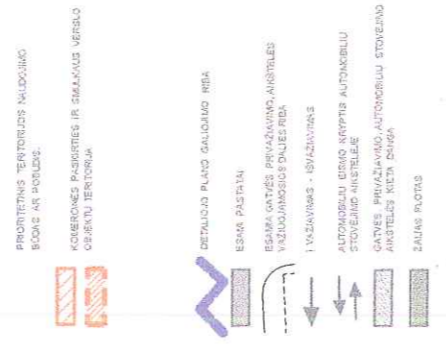 PRIORITETINIS TERITORIJOS NAUDOJIMO
BŪDAS AR POBŪDIS.
KOMERCINĖS PASKIRTIES IR SMULKAUS VERSLO
OBJEKTŲ TERITORIJA
DETALIOJO PLANO GALIOJIMO RIBA
ESAMI PASTATAI
ESAMA GATVĖS PRIVAŽIAVIMO, AIKŠTELĖS
VAŽIUOJAMOSIOS DALIES RIBA
ĮVAŽIAVIMAS - IŠVAŽIAVIMAS
AUTOMOBILIŲ EISMO KRYPTIS AUTOMOBILIŲ
STOVĖJIMO AIKŠTELĖJE
GATVĖS PRIVAŽIAVIMO, AUTOMOBILIŲ STOVĖJIMO
AIKŠTELĖS KIETA DANGA
ŽALIAS PLOTAS